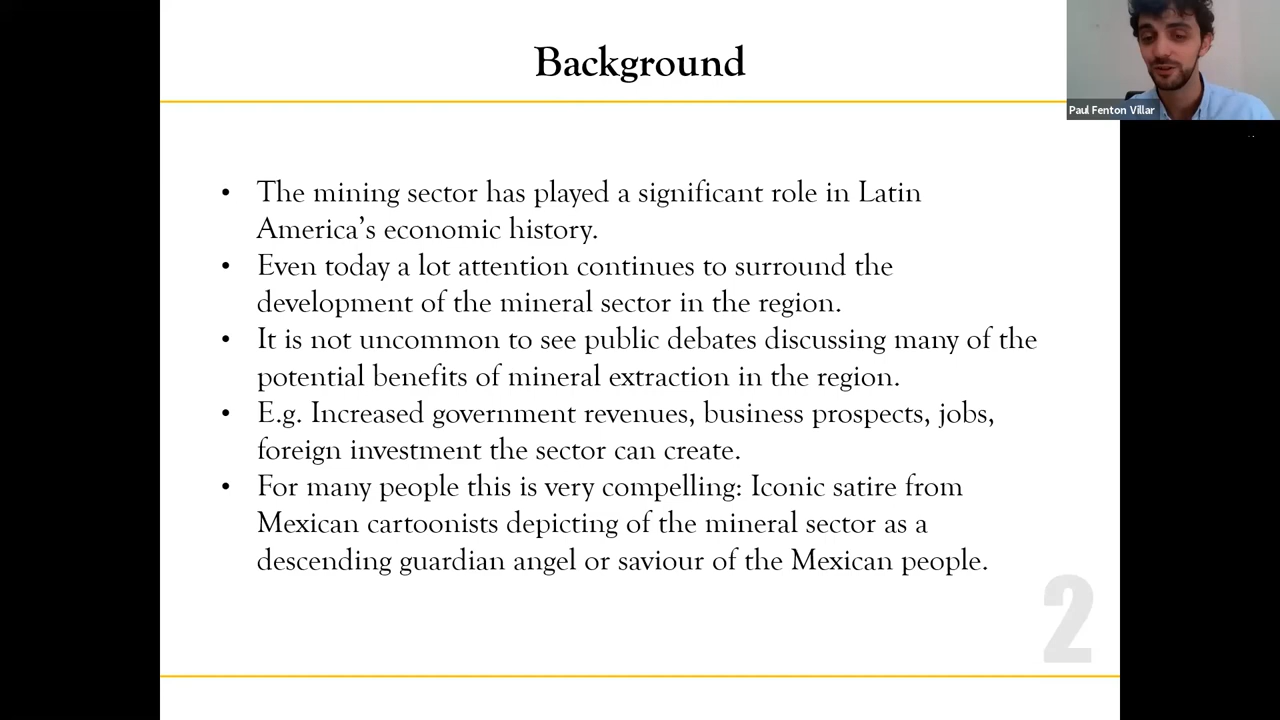 Background
Paul Fenton Villar
• The mining sector has played a significant role in Latin
America's economic history.
• Even today a lot attention continues to surround the
development of the mineral sector in the region.
• It is not uncommon to see public debates discussing many of the
potential benefits of mineral extraction in the region.
• E.g. Increased government revenues, business prospects, jobs,
foreign investment the sector can create.
• For many people this is very compelling: Iconic satire from
Mexican cartoonists depicting of the mineral sector as a
descending guardian angel or saviour of the Mexican people.
2